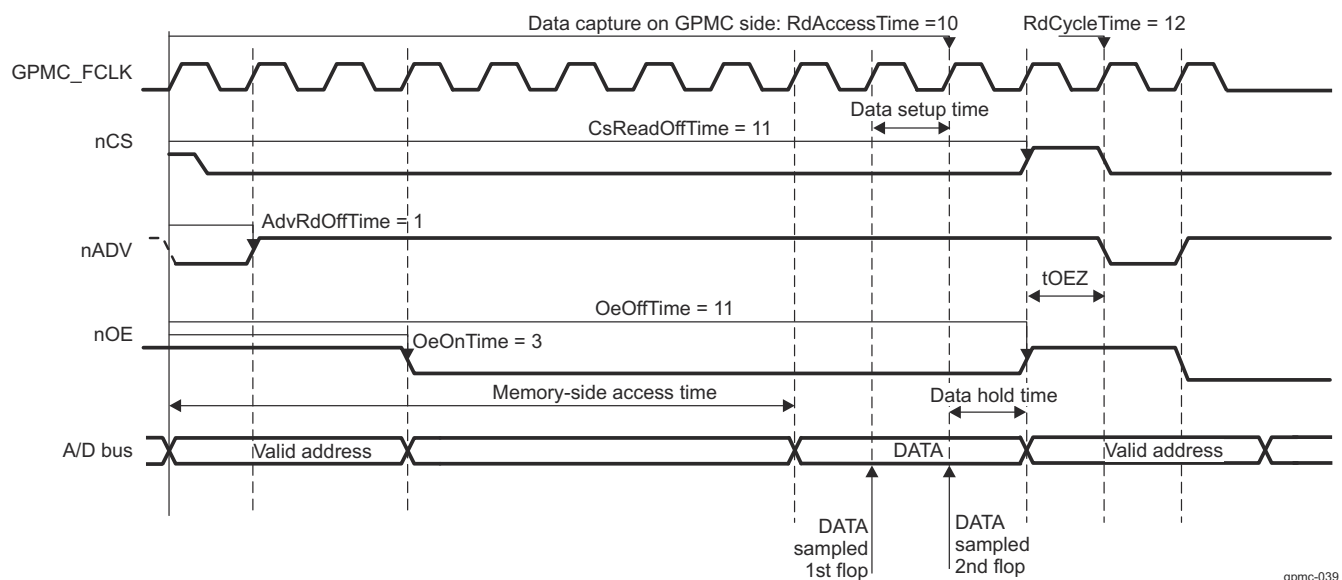 Data capture on GPMC side: RdAccessTime =10
RdCycleTime = 12
GPMC_FCLK
Data setup time
CsReadOffTime = 11
nCS
AdvRdOffTime = 1
nADV
tOEZ
OeOffTime = 11
nOE
OeOnTime = 3
Memory-side access time
Data hold time
A/D bus
Valid address
DATA
Valid address
DATA
sampled
1st flop
DATA
sampled
2nd flop
gpmc-039